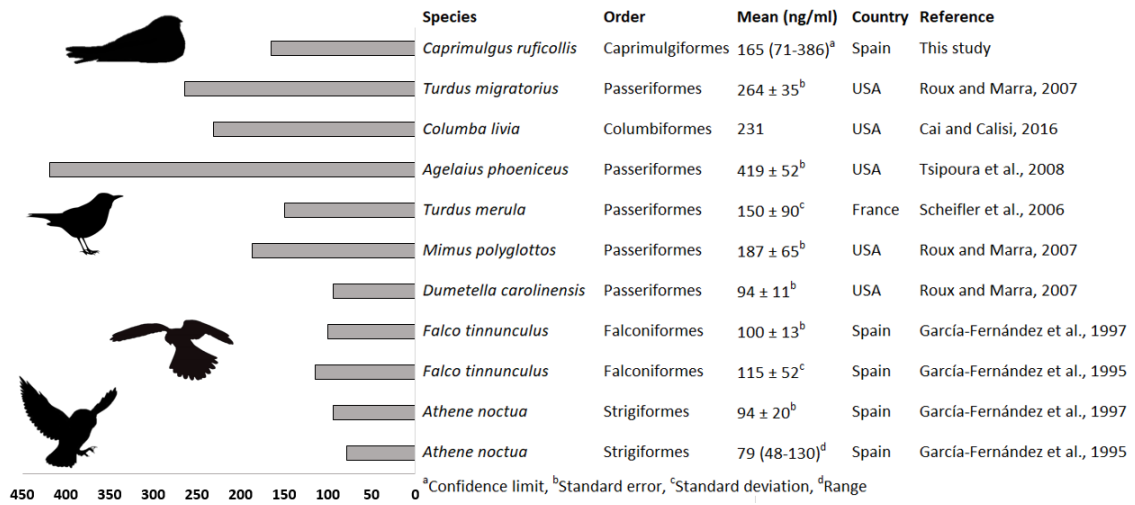 Species Order Mean (ng/ml) Country Reference
Caprimulgus ruficollis Caprimulgiformes 165 (71-386)a Spain This study
Turdus migratorius Passeriformes 264 ± 35b USA Roux and Marra, 2007
Columba livia Columbiformes 231 USA Cai and Calisi, 2016
Agelaius phoeniceus Passeriformes 419 ± 52b USA Tsipoura et al., 2008
Turdus merula Passeriformes 150 ± 90c France Scheifler et al., 2006
Mimus polyglottos Passeriformes 187 ± 65b USA Roux and Marra, 2007
Dumetella carolinensis Passeriformes 94 ± 11b USA Roux and Marra, 2007
Falco tinnunculus Falconiformes 100 ± 13b Spain García-Fernández et al., 1997
Falco tinnunculus Falconiformes 115 ± 52c Spain García-Fernández et al., 1995
Athene noctua Strigiformes 94 ± 20b Spain García-Fernández et al., 1997
Athene noctua Strigiformes 79 (48-130)d Spain García-Fernández et al., 1995
450 400 350 300 250 200 150 100 50 0
aConfidence limit, bStandard error, cStandard deviation, dRange